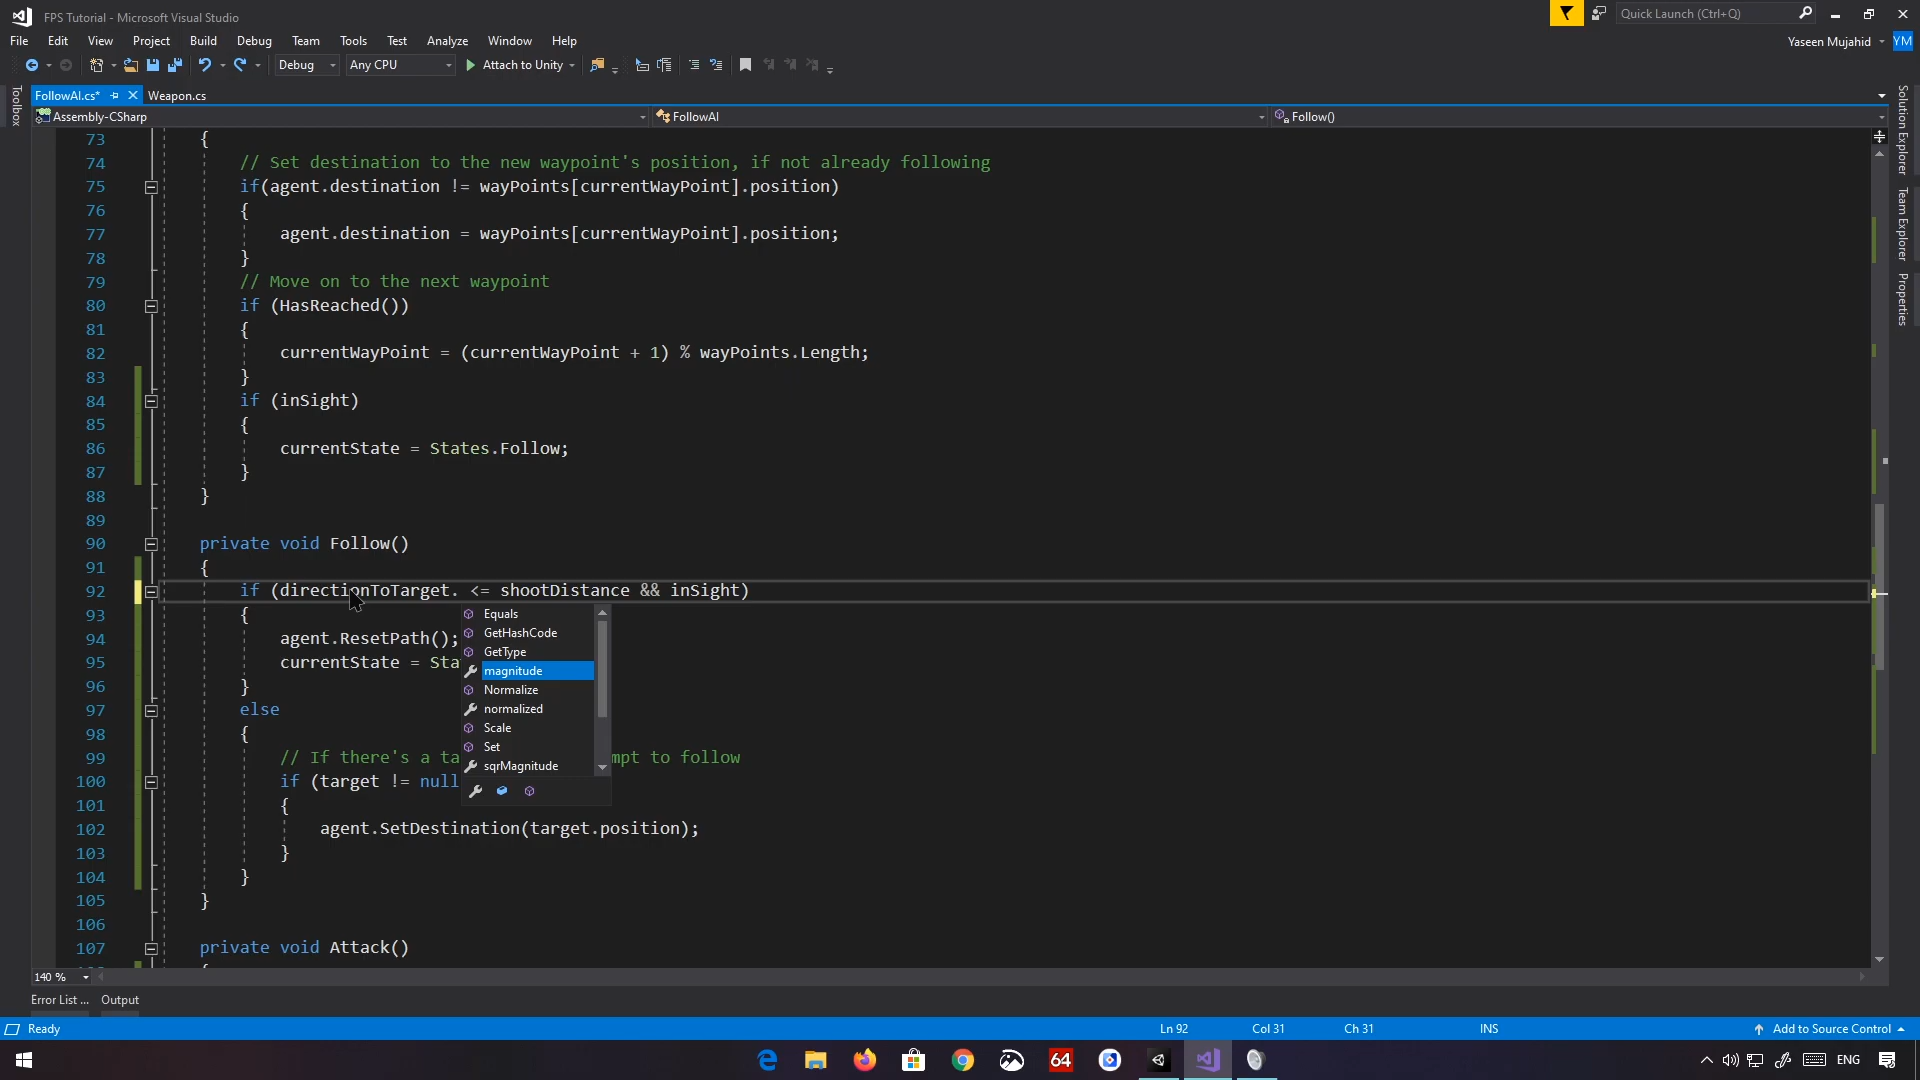 FPS Tutorial - Microsoft Visual Studio
Quick Launch (Ctrl+Q)
File Edit View Project Build Debug Team Tools Test Analyze Window Help
Yaseen Mujahid YM
Debug Any CPU Attach to Unity
FollowAI.cs* Weapon.cs
Assembly-CSharp FollowAI Follow()
Toolbox
Solution Explorer
Team Explorer
Properties
73 {
74 // Set destination to the new waypoint's position, if not already following
75 if(agent.destination != wayPoints[currentWayPoint].position)
76 {
77 agent.destination = wayPoints[currentWayPoint].position;
78 }
79 // Move on to the next waypoint
80 if (HasReached())
81 {
82 currentWayPoint = (currentWayPoint + 1) % wayPoints.Length;
83 }
84 if (inSight)
85 {
86 currentState = States.Follow;
87 }
88 }
89
90 private void Follow()
91 {
92 if (directionToTarget. <= shootDistance && inSight)
93 {
94 agent.ResetPath();
95 currentState = Sta
96 }
97 else
98 {
99 // If there's a ta mpt to follow
100 if (target != null
101 {
102 agent.SetDestination(target.position);
103 }
104 }
105 }
106
107 private void Attack()
Equals
GetHashCode
GetType
magnitude
Normalize
normalized
Scale
Set
sqrMagnitude
140 %
Error List ... Output
Ready Ln 92 Col 31 Ch 31 INS Add to Source Control
64
ENG